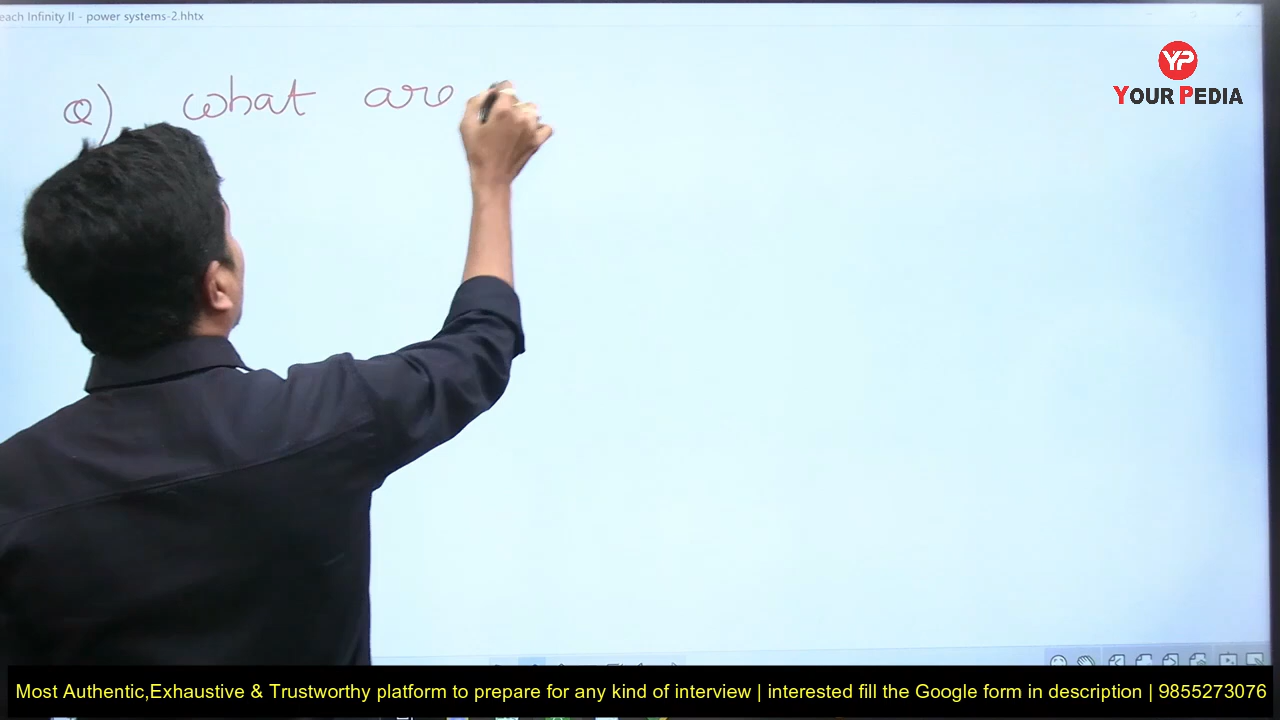 each Infinity II - power systems-2.hhtx
YP
YOUR PEDIA
Q) what are
Most Authentic,Exhaustive & Trustworthy platform to prepare for any kind of interview | interested fill the Google form in description | 9855273076